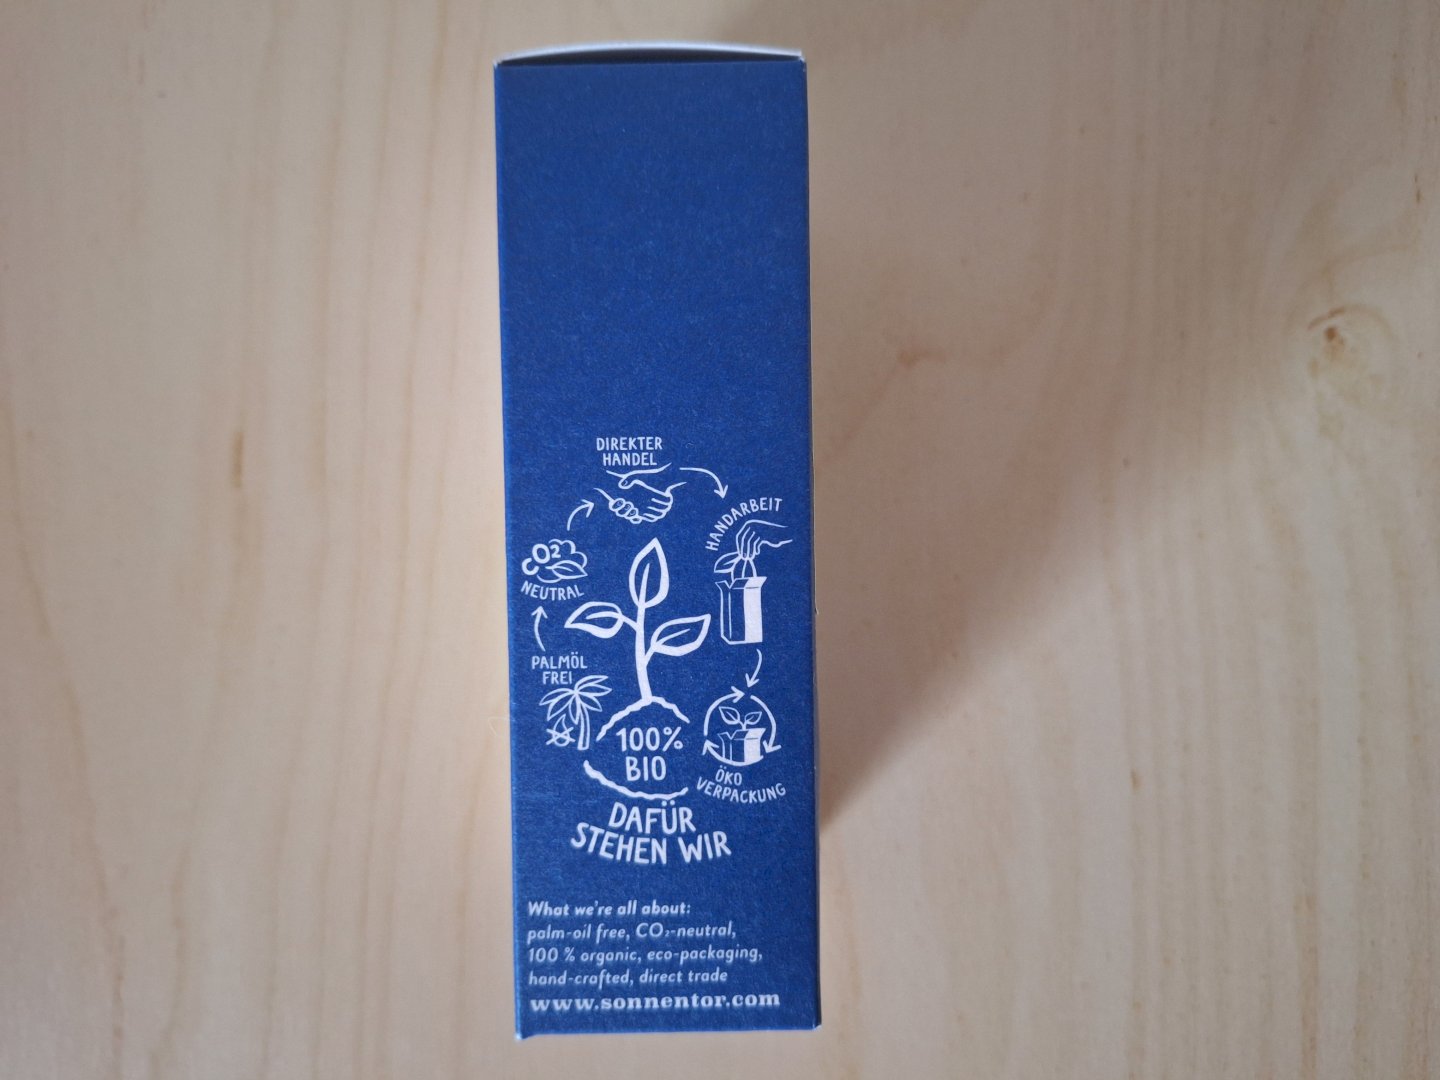 DIREKTER
HANDEL
HANDARBEIT
CO2
NEUTRAL
PALMÖL
FREI
100%
BIO
ÖKO
VERPACKUNG
DAFÜR
STEHEN WIR
What we're all about:
palm-oil free, CO₂-neutral,
100 % organic, eco-packaging,
hand-crafted, direct trade
www.sonnentor.com